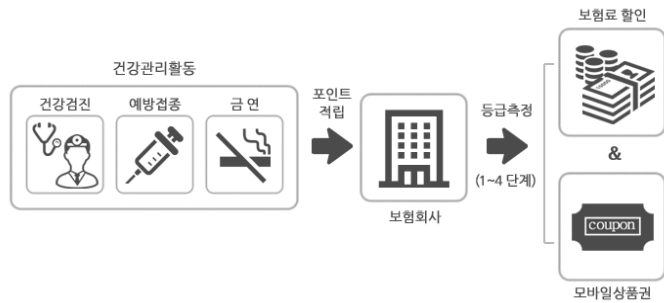 건강관리활동
건강검진
예방접종
금 연
포인트
적립
보험회사
등급측정
(1~4 단계)
보험료 할인
&
coupon
모바일상품권